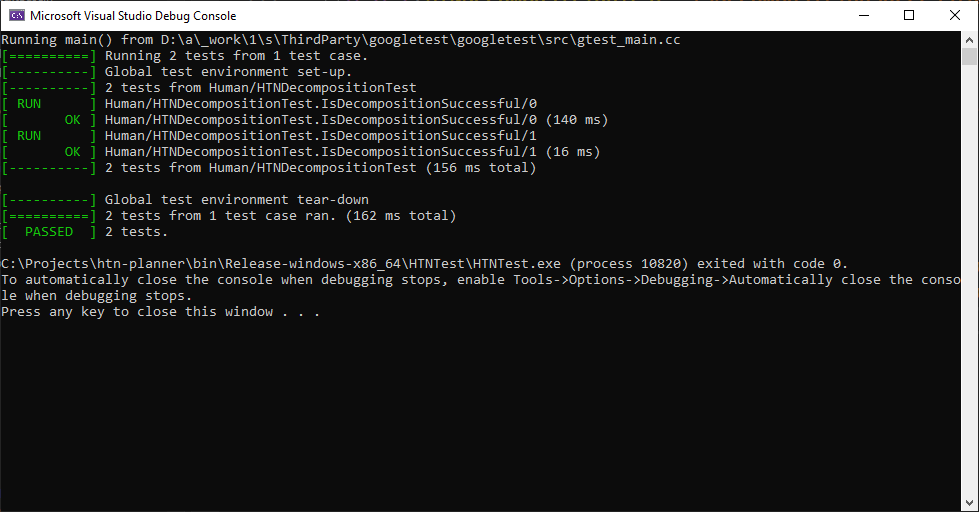 Microsoft Visual Studio Debug Console
Running main() from D:\a\_work\1\s\ThirdParty\googletest\googletest\src\gtest_main.cc
[==========] Running 2 tests from 1 test case.
[----------] Global test environment set-up.
[----------] 2 tests from Human/HTNDecompositionTest
[ RUN      ] Human/HTNDecompositionTest.IsDecompositionSuccessful/0
[       OK ] Human/HTNDecompositionTest.IsDecompositionSuccessful/0 (140 ms)
[ RUN      ] Human/HTNDecompositionTest.IsDecompositionSuccessful/1
[       OK ] Human/HTNDecompositionTest.IsDecompositionSuccessful/1 (16 ms)
[----------] 2 tests from Human/HTNDecompositionTest (156 ms total)
[----------] Global test environment tear-down
[==========] 2 tests from 1 test case ran. (162 ms total)
[  PASSED  ] 2 tests.
C:\Projects\htn-planner\bin\Release-windows-x86_64\HTNTest\HTNTest.exe (process 10820) exited with code 0.
To automatically close the console when debugging stops, enable Tools->Options->Debugging->Automatically close the conso
le when debugging stops.
Press any key to close this window . . .